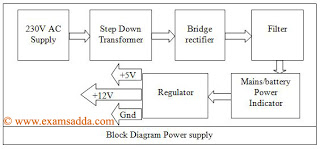 230V AC
Supply
Step Down
Transformer
Bridge
rectifier
Filter
+5V
+12V
Gnd
Regulator
Mains/battery
Power
Indicator
© www.examsadda.com
Block Diagram Power supply